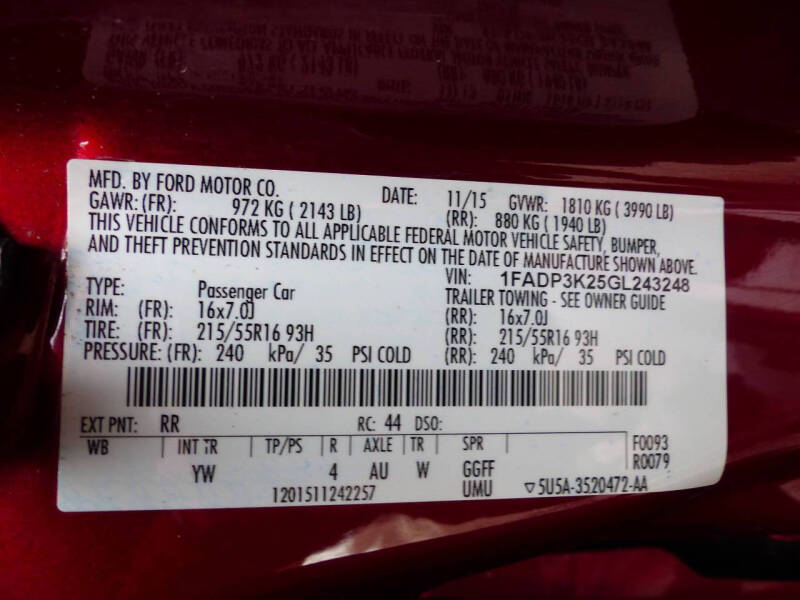 MFD. BY FORD MOTOR CO. DATE: 11/15 GVWR: 1810 KG ( 3990 LB)
GAWR: (FR): 972 KG ( 2143 LB) (RR): 880 KG ( 1940 LB)
THIS VEHICLE CONFORMS TO ALL APPLICABLE FEDERAL MOTOR VEHICLE SAFETY, BUMPER,
AND THEFT PREVENTION STANDARDS IN EFFECT ON THE DATE OF MANUFACTURE SHOWN ABOVE.
VIN: 1FADP3K25GL243248
TYPE: Passenger Car TRAILER TOWING - SEE OWNER GUIDE
RIM: (FR): 16x7.0J (RR): 16x7.0J
TIRE: (FR): 215/55R16 93H (RR): 215/55R16 93H
PRESSURE: (FR): 240 kPa/ 35 PSI COLD (RR): 240 kPa/ 35 PSI COLD
EXT PNT: RR RC: 44 DSO:
WB INT TR TP/PS R AXLE TR SPR F0093
YW 4 AU W GGFF R0079
1201511242257 UMU ▽5U5A-3520472-AA